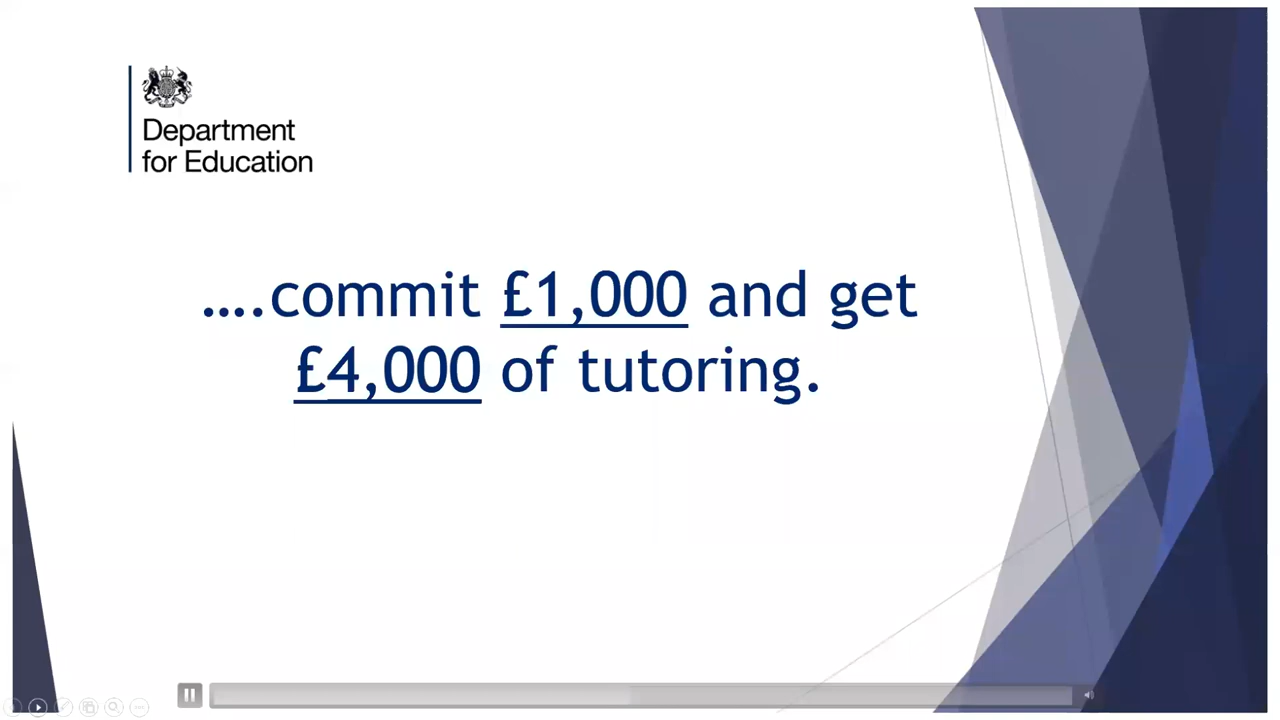 Department
for Education
....commit £1,000 and get
£4,000 of tutoring.